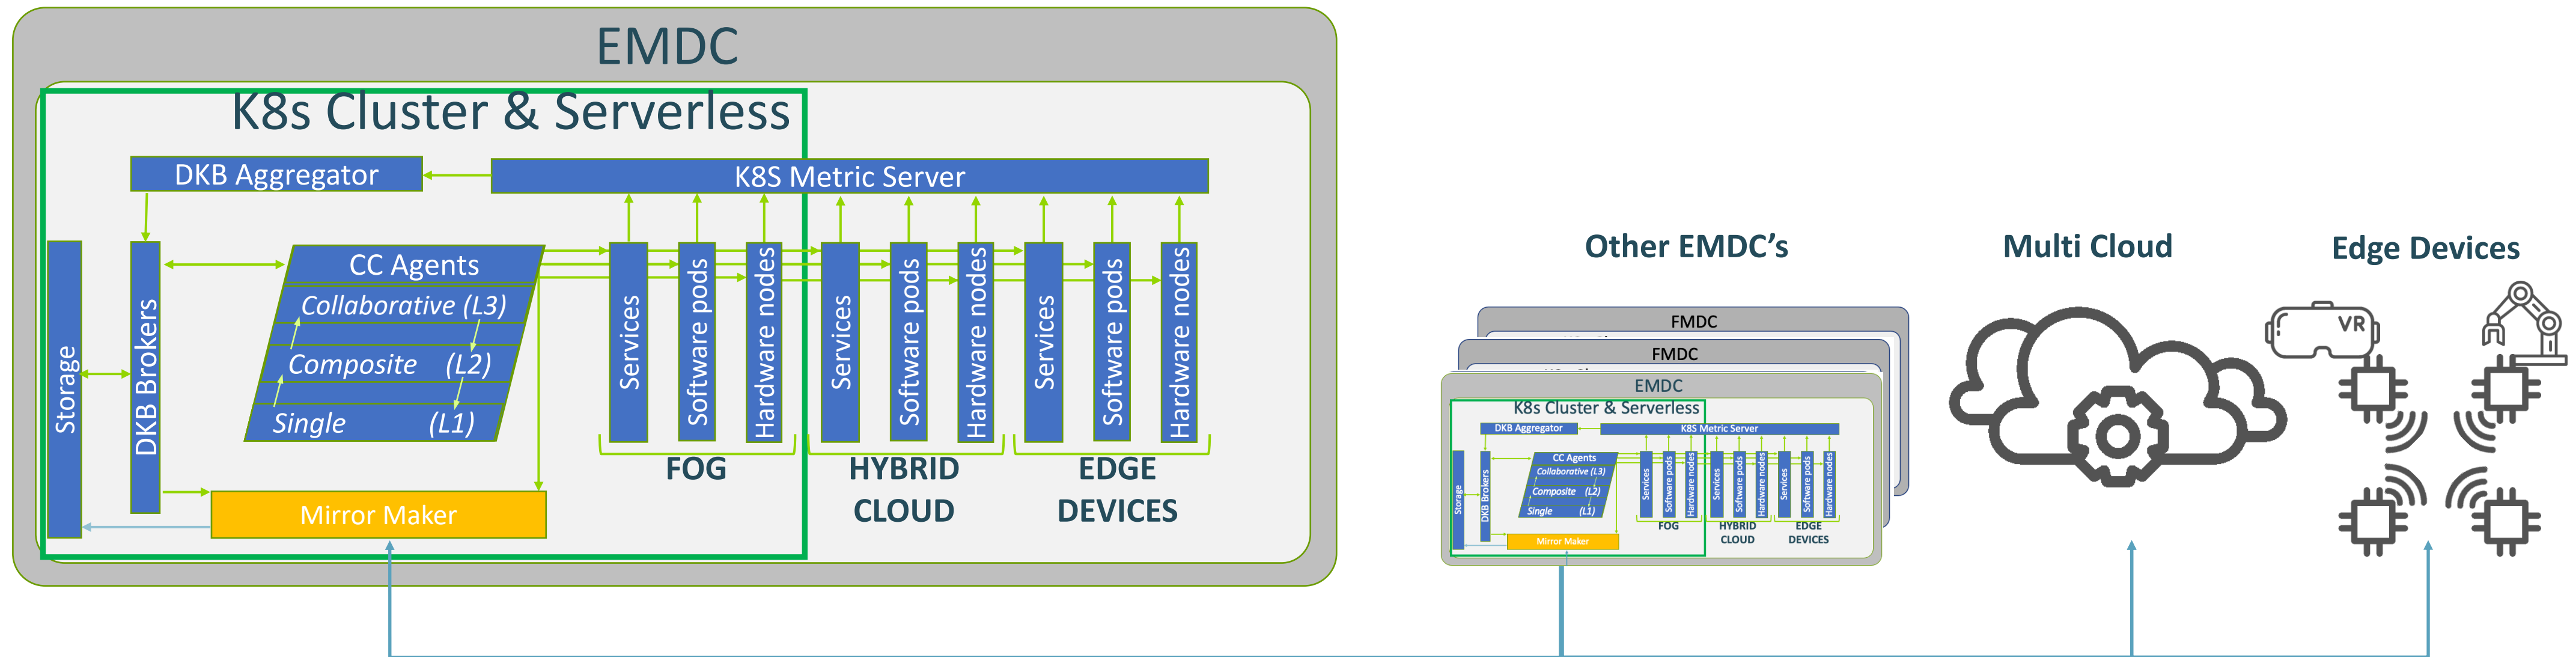 EMDC
K8s Cluster & Serverless
DKB Aggregator
K8S Metric Server
Storage
DKB Brokers
CC Agents
Collaborative (L3)
Composite (L2)
Single (L1)
Mirror Maker
Services
Software pods
Hardware nodes
FOG
Services
Software pods
Hardware nodes
HYBRID
CLOUD
Services
Software pods
Hardware nodes
EDGE
DEVICES
Other EMDC's
FMDC
FMDC
EMDC
K8s Cluster & Serverless
DKB Aggregator
K8S Metric Server
Storage
DKB Brokers
CC Agents
Collaborative (L3)
Composite (L2)
Single (L1)
Mirror Maker
Services
Software pods
Hardware nodes
FOG
Services
Software pods
Hardware nodes
HYBRID
CLOUD
Services
Software pods
Hardware nodes
EDGE
DEVICES
Multi Cloud
Edge Devices
VR